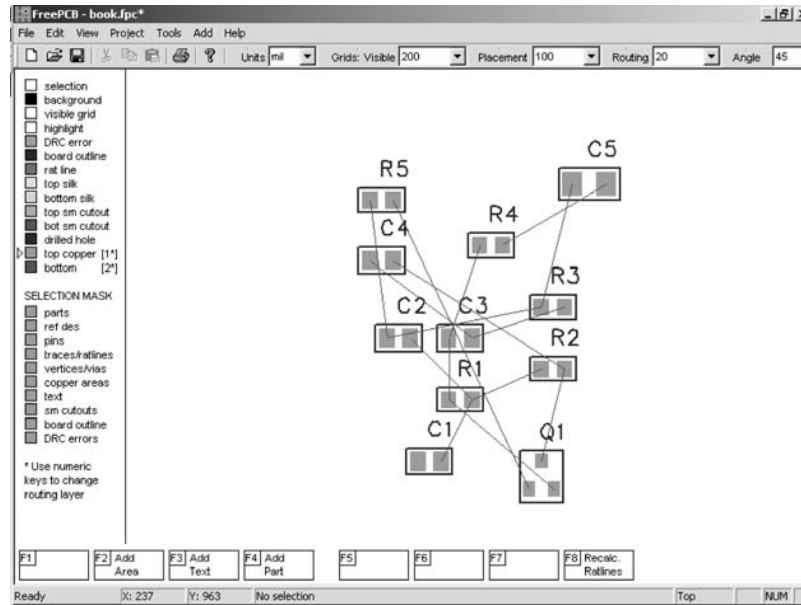 FreePCB - book.fpc*
File Edit View Project Tools Add Help
Units mil Grids: Visible 200 Placement 100 Routing 20 Angle 45
selection
background
visible grid
highlight
DRC error
board outline
rat line
top silk
bottom silk
top sm cutout
bot sm cutout
drilled hole
top copper [1*]
bottom [2*]
SELECTION MASK
parts
ref des
pins
traces/ratlines
vertices/vias
copper areas
text
sm cutouts
board outline
DRC errors
* Use numeric
keys to change
routing layer
C5
R5
R4
C4
R3
C2 C3
R2
R1
C1 Q1
F1 F2 Add Area F3 Add Text F4 Add Part F5 F6 F7 F8 Recalc. Ratlines
Ready X: 237 Y: 963 No selection Top NUM